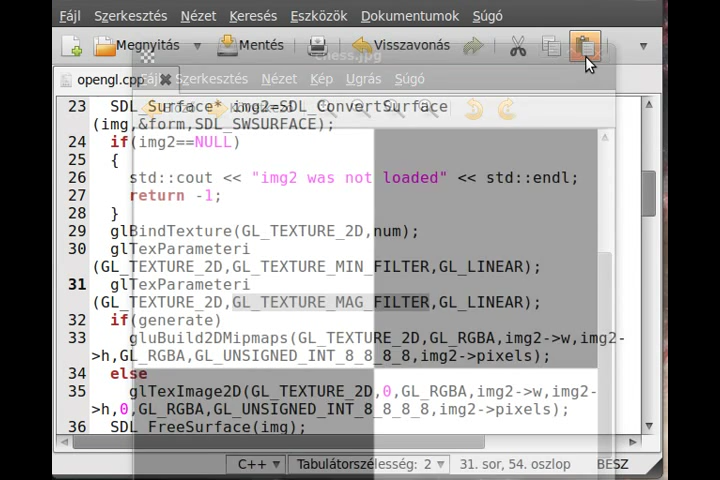 Fájl Szerkesztés Nézet Keresés Eszközök Dokumentumok Súgó
Megnyitás Mentés Visszavonás
chess.jpg
opengl.cpp Fájl Szerkesztés Nézet Kép Ugrás Súgó
23 SDL_Surface* img2=SDL_ConvertSurface
(img,&form,SDL_SWSURFACE);
24 if(img2==NULL)
25 {
26 std::cout << "img2 was not loaded" << std::endl;
27 return -1;
28 }
29 glBindTexture(GL_TEXTURE_2D,num);
30 glTexParameteri
(GL_TEXTURE_2D,GL_TEXTURE_MIN_FILTER,GL_LINEAR);
31 glTexParameteri
(GL_TEXTURE_2D,GL_TEXTURE_MAG_FILTER,GL_LINEAR);
32 if(generate)
33 gluBuild2DMipmaps(GL_TEXTURE_2D,GL_RGBA,img2->w,img2-
>h,GL_RGBA,GL_UNSIGNED_INT_8_8_8_8,img2->pixels);
34 else
35 glTexImage2D(GL_TEXTURE_2D,0,GL_RGBA,img2->w,img2-
>h,0,GL_RGBA,GL_UNSIGNED_INT_8_8_8_8,img2->pixels);
36 SDL_FreeSurface(img);
C++ Tabulátorszélesség: 2 31. sor, 54. oszlop BESZ